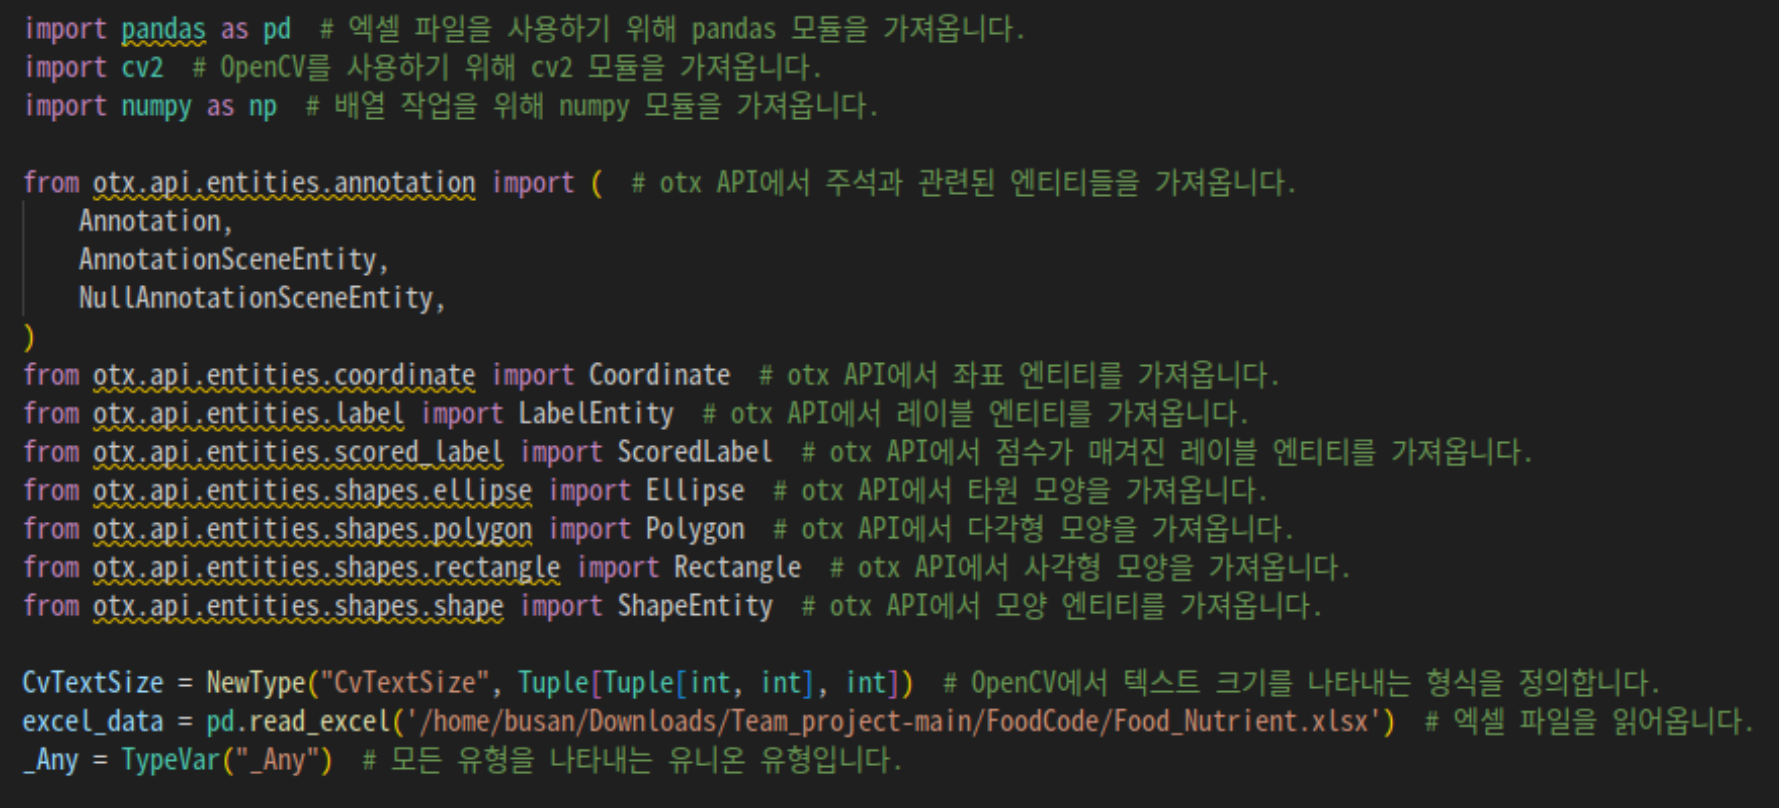 import pandas as pd  # 엑셀 파일을 사용하기 위해 pandas 모듈을 가져옵니다.
import cv2  # OpenCV를 사용하기 위해 cv2 모듈을 가져옵니다.
import numpy as np  # 배열 작업을 위해 numpy 모듈을 가져옵니다.
from otx.api.entities.annotation import (  # otx API에서 주석과 관련된 엔티티들을 가져옵니다.
    Annotation,
    AnnotationSceneEntity,
    NullAnnotationSceneEntity,
)
from otx.api.entities.coordinate import Coordinate  # otx API에서 좌표 엔티티를 가져옵니다.
from otx.api.entities.label import LabelEntity  # otx API에서 레이블 엔티티를 가져옵니다.
from otx.api.entities.scored_label import ScoredLabel  # otx API에서 점수가 매겨진 레이블 엔티티를 가져옵니다.
from otx.api.entities.shapes.ellipse import Ellipse  # otx API에서 타원 모양을 가져옵니다.
from otx.api.entities.shapes.polygon import Polygon  # otx API에서 다각형 모양을 가져옵니다.
from otx.api.entities.shapes.rectangle import Rectangle  # otx API에서 사각형 모양을 가져옵니다.
from otx.api.entities.shapes.shape import ShapeEntity  # otx API에서 모양 엔티티를 가져옵니다.
CvTextSize = NewType("CvTextSize", Tuple[Tuple[int, int], int])  # OpenCV에서 텍스트 크기를 나타내는 형식을 정의합니다.
excel_data = pd.read_excel('/home/busan/Downloads/Team_project-main/FoodCode/Food_Nutrient.xlsx')  # 엑셀 파일을 읽어옵니다.
_Any = TypeVar("_Any")  # 모든 유형을 나타내는 유니온 유형입니다.